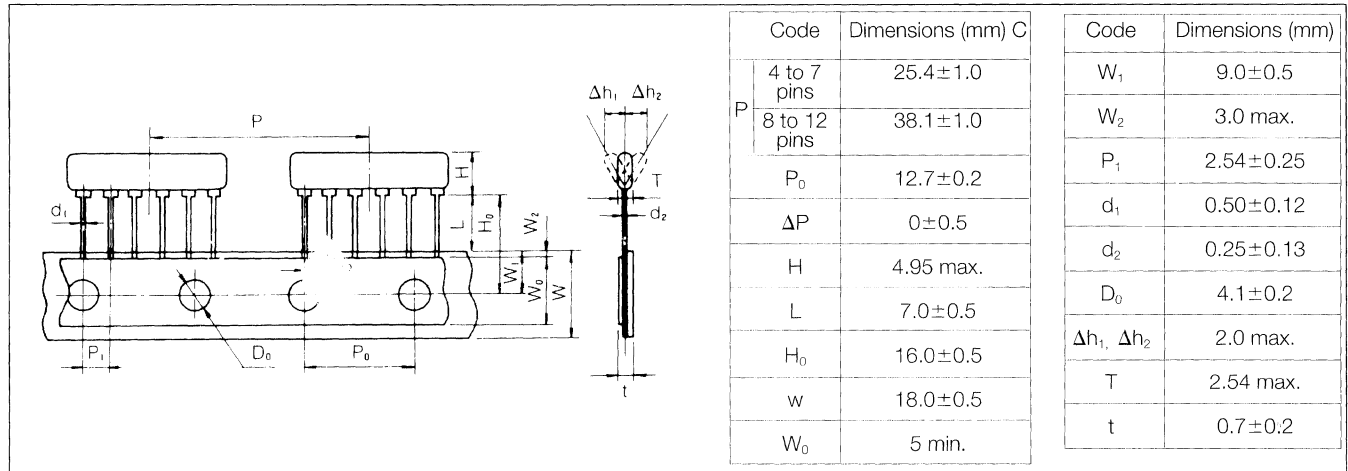 P
Δh₁ Δh₂
H
T
d₁
L
H₀
W₂
d₂
W₁
W₀
W
P₁
D₀
P₀
t
Code Dimensions (mm) C
P
4 to 7 pins 25.4±1.0
8 to 12 pins 38.1±1.0
P₀ 12.7±0.2
ΔP 0±0.5
H 4.95 max.
L 7.0±0.5
H₀ 16.0±0.5
w 18.0±0.5
W₀ 5 min.
Code Dimensions (mm)
W₁ 9.0±0.5
W₂ 3.0 max.
P₁ 2.54±0.25
d₁ 0.50±0.12
d₂ 0.25±0.13
D₀ 4.1±0.2
Δh₁, Δh₂ 2.0 max.
T 2.54 max.
t 0.7±0.2